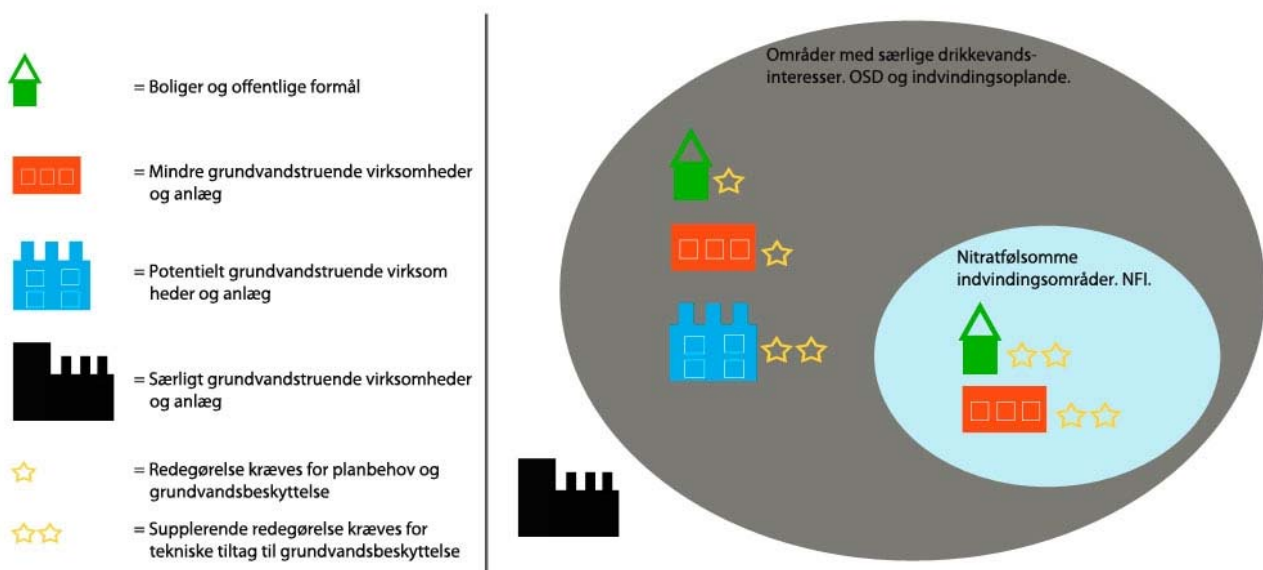 = Boliger og offentlige formål
= Mindre grundvandstruende virksomheder
og anlæg
= Potentielt grundvandstruende virksom
heder og anlæg
= Særligt grundvandstruende virksomheder
og anlæg
= Redegørelse kræves for planbehov og
grundvandsbeskyttelse
= Supplerende redegørelse kræves for
tekniske tiltag til grundvandsbeskyttelse
Områder med særlige drikkevands-
interesser. OSD og indvindingsoplande.
Nitratfølsomme
indvindingsområder. NFI.